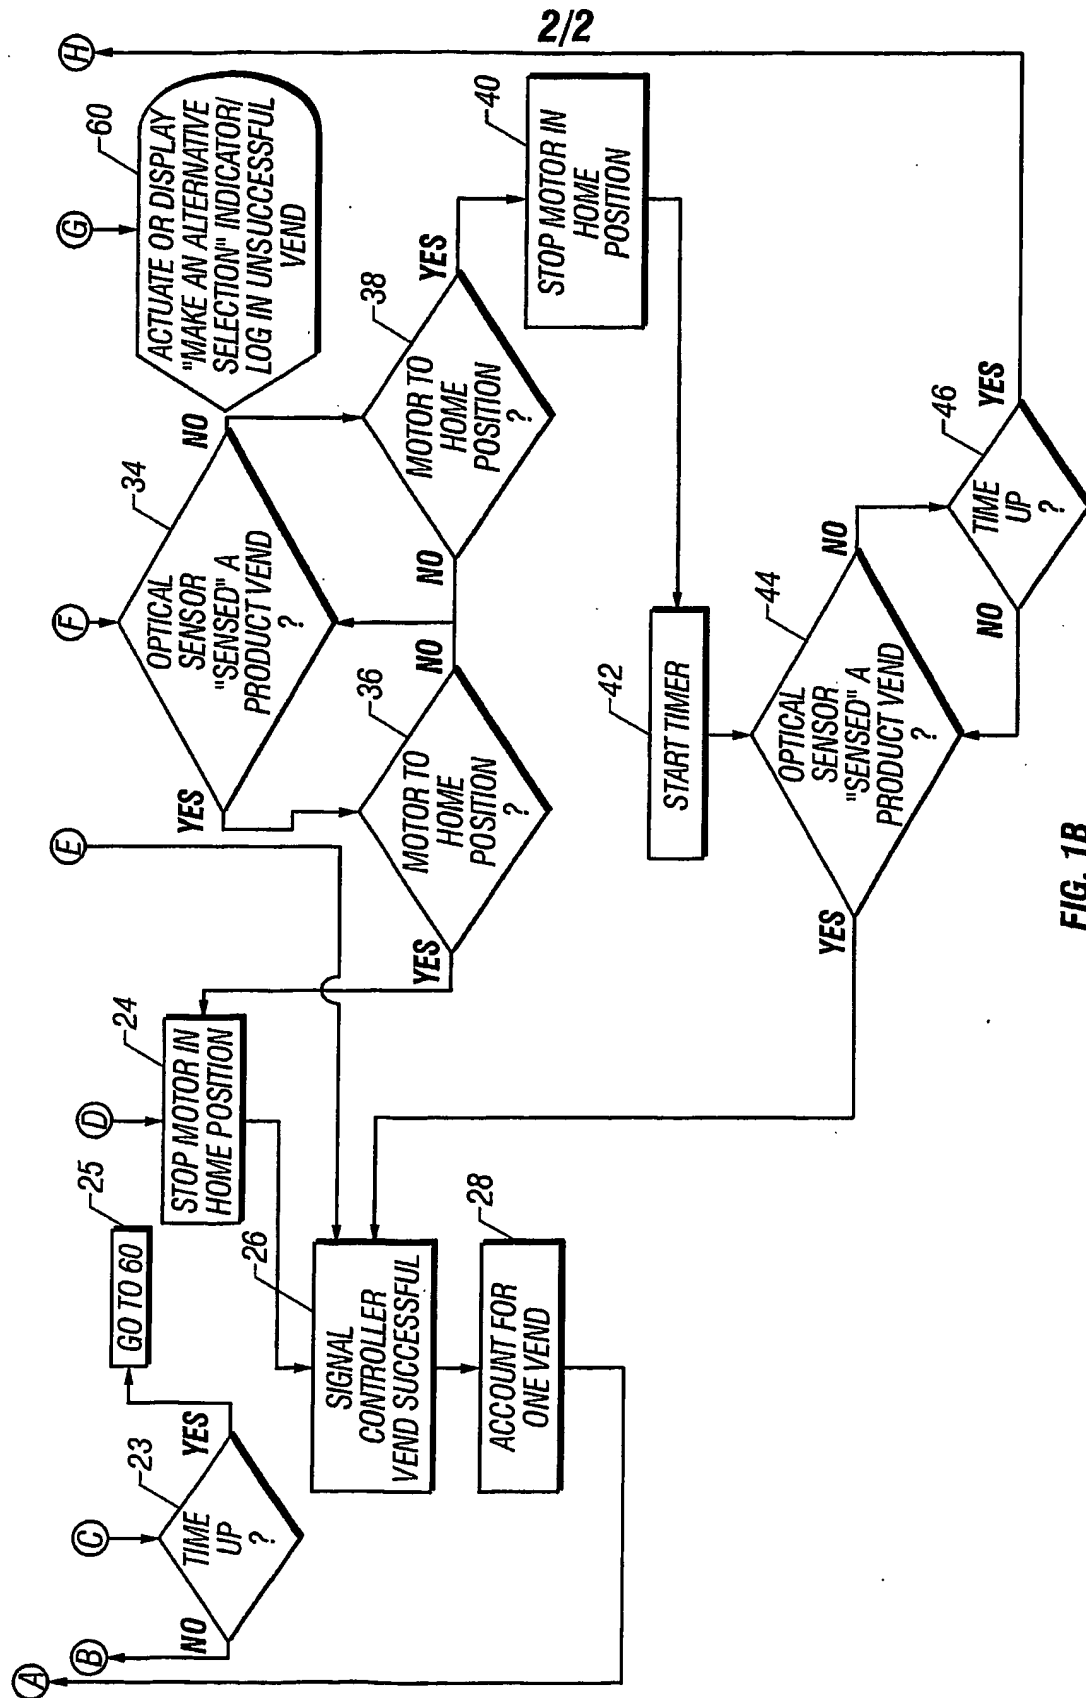 2/2
A
B
C
D
E
F
G
H
TIME
UP
?
23
NO
YES
GO TO 60
25
STOP MOTOR IN
HOME POSITION
24
SIGNAL
CONTROLLER
VEND SUCCESSFUL
26
ACCOUNT FOR
ONE VEND
28
OPTICAL
SENSOR
"SENSED" A
PRODUCT VEND
?
34
YES
NO
MOTOR TO
HOME
POSITION
?
36
YES
NO
MOTOR TO
HOME
POSITION
?
38
NO
YES
ACTUATE OR DISPLAY
"MAKE AN ALTERNATIVE
SELECTION" INDICATOR/
LOG IN UNSUCCESSFUL
VEND
60
STOP MOTOR IN
HOME
POSITION
40
START TIMER
42
OPTICAL
SENSOR
"SENSED" A
PRODUCT VEND
?
44
YES
NO
TIME
UP
?
46
NO
YES
FIG. 1B